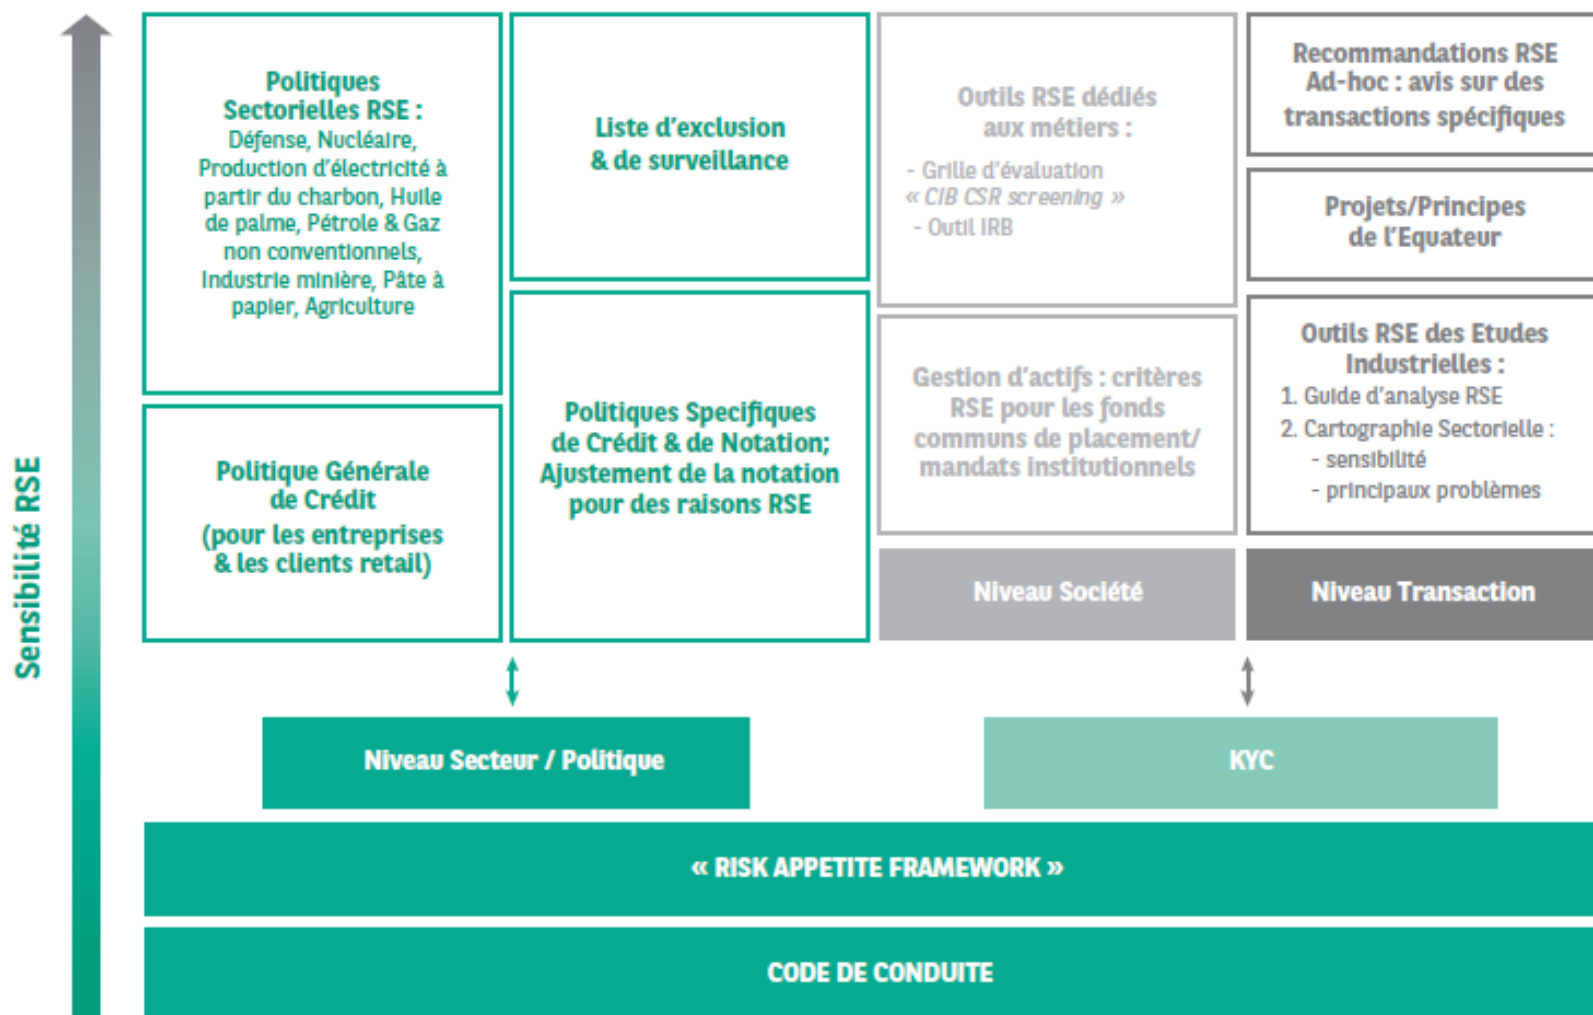 Sensibilité RSE
Politiques
Sectorielles RSE :
Défense, Nucléaire,
Production d'électricité à
partir du charbon, Huile
de palme, Pétrole & Gaz
non conventionnels,
Industrie minière, Pâte à
papier, Agriculture
Politique Générale
de Crédit
(pour les entreprises
& les clients retail)
Liste d'exclusion
& de surveillance
Politiques Specifiques
de Crédit & de Notation;
Ajustement de la notation
pour des raisons RSE
Outils RSE dédiés
aux métiers :
- Grille d'évaluation
« CIB CSR screening »
- Outil IRB
Gestion d'actifs : critères
RSE pour les fonds
communs de placement/
mandats institutionnels
Niveau Société
Recommandations RSE
Ad-hoc : avis sur des
transactions spécifiques
Projets/Principes
de l'Equateur
Outils RSE des Etudes
Industrielles :
1. Guide d'analyse RSE
2. Cartographie Sectorielle :
- sensibilité
- principaux problèmes
Niveau Transaction
Niveau Secteur / Politique
KYC
« RISK APPETITE FRAMEWORK »
CODE DE CONDUITE